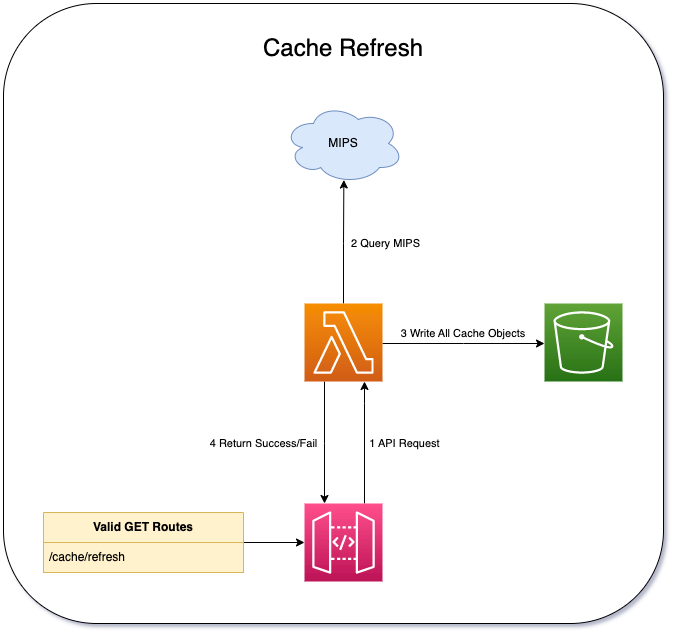 Cache Refresh
MIPS
2 Query MIPS
3 Write All Cache Objects
4 Return Success/Fail
1 API Request
Valid GET Routes
/cache/refresh
</>